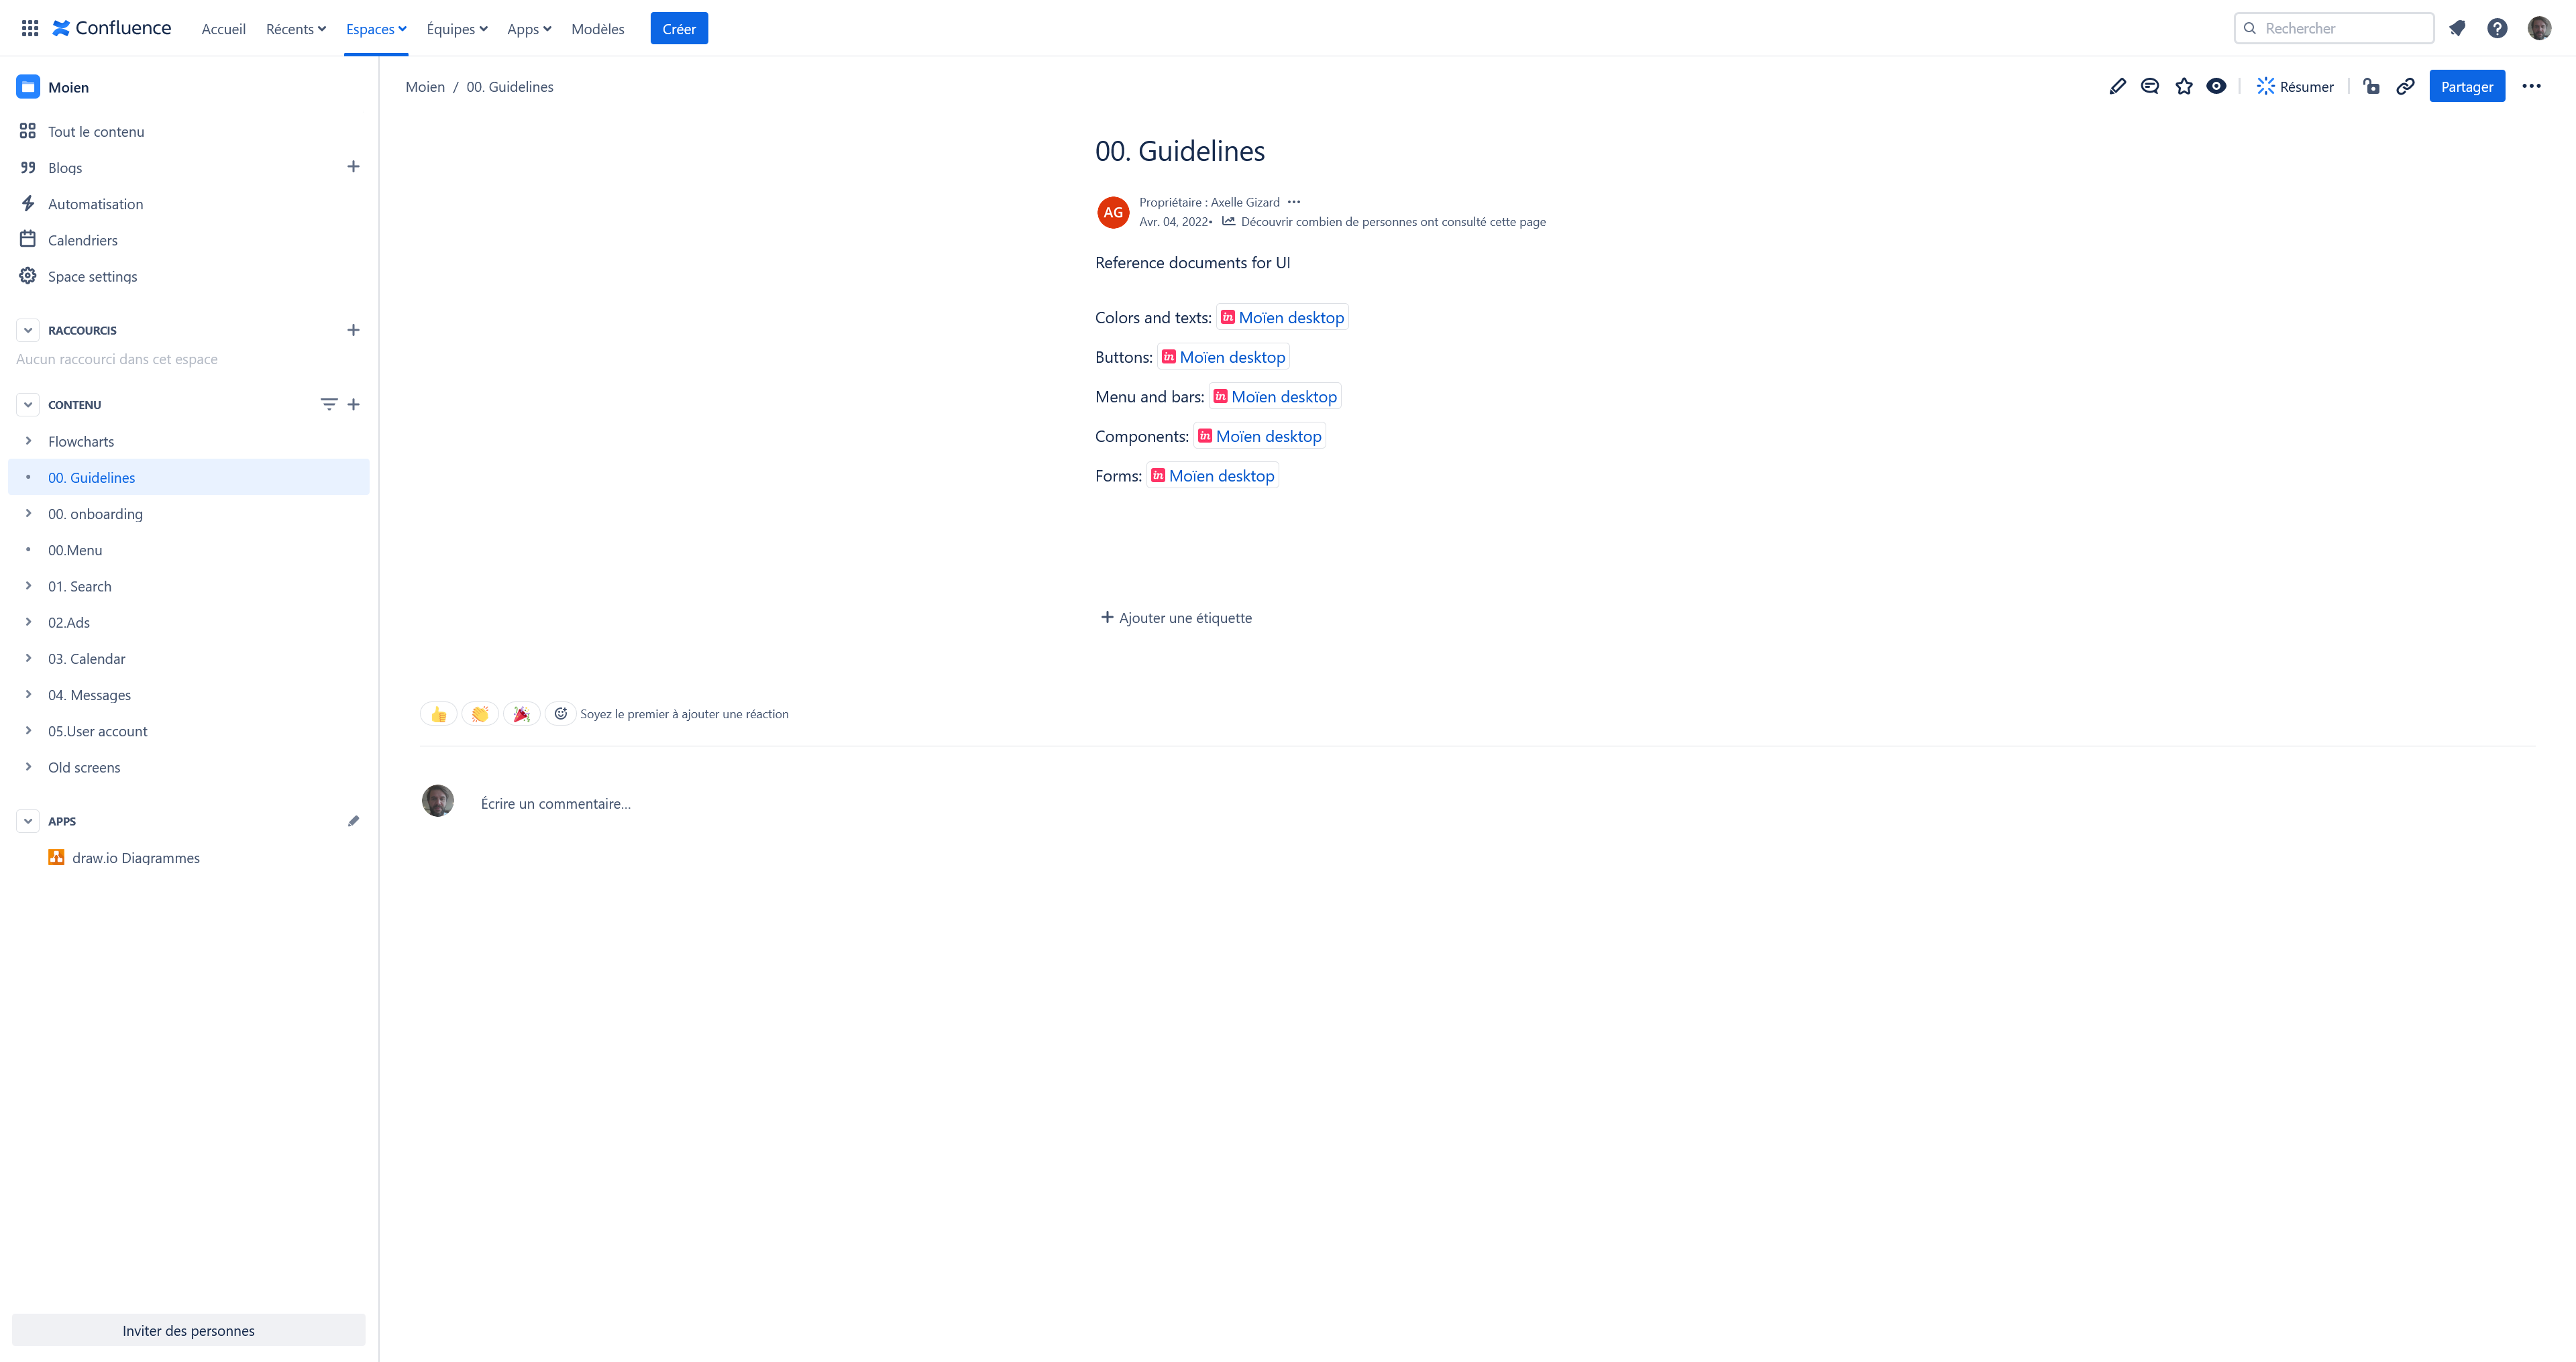 Confluence
Accueil
Récents
Espaces
Équipes
Apps
Modèles
Créer
Rechercher
Moien
Tout le contenu
Blogs
Automatisation
Calendriers
Space settings
RACCOURCIS
Aucun raccourci dans cet espace
CONTENU
Flowcharts
00. Guidelines
00. onboarding
00.Menu
01. Search
02.Ads
03. Calendar
04. Messages
05.User account
Old screens
APPS
draw.io Diagrammes
Inviter des personnes
Moien / 00. Guidelines
Résumer
Partager
00. Guidelines
AG
Propriétaire : Axelle Gizard
Avr. 04, 2022• Découvrir combien de personnes ont consulté cette page
Reference documents for UI
Colors and texts: in Moïen desktop
Buttons: in Moïen desktop
Menu and bars: in Moïen desktop
Components: in Moïen desktop
Forms: in Moïen desktop
Ajouter une étiquette
Soyez le premier à ajouter une réaction
Écrire un commentaire...